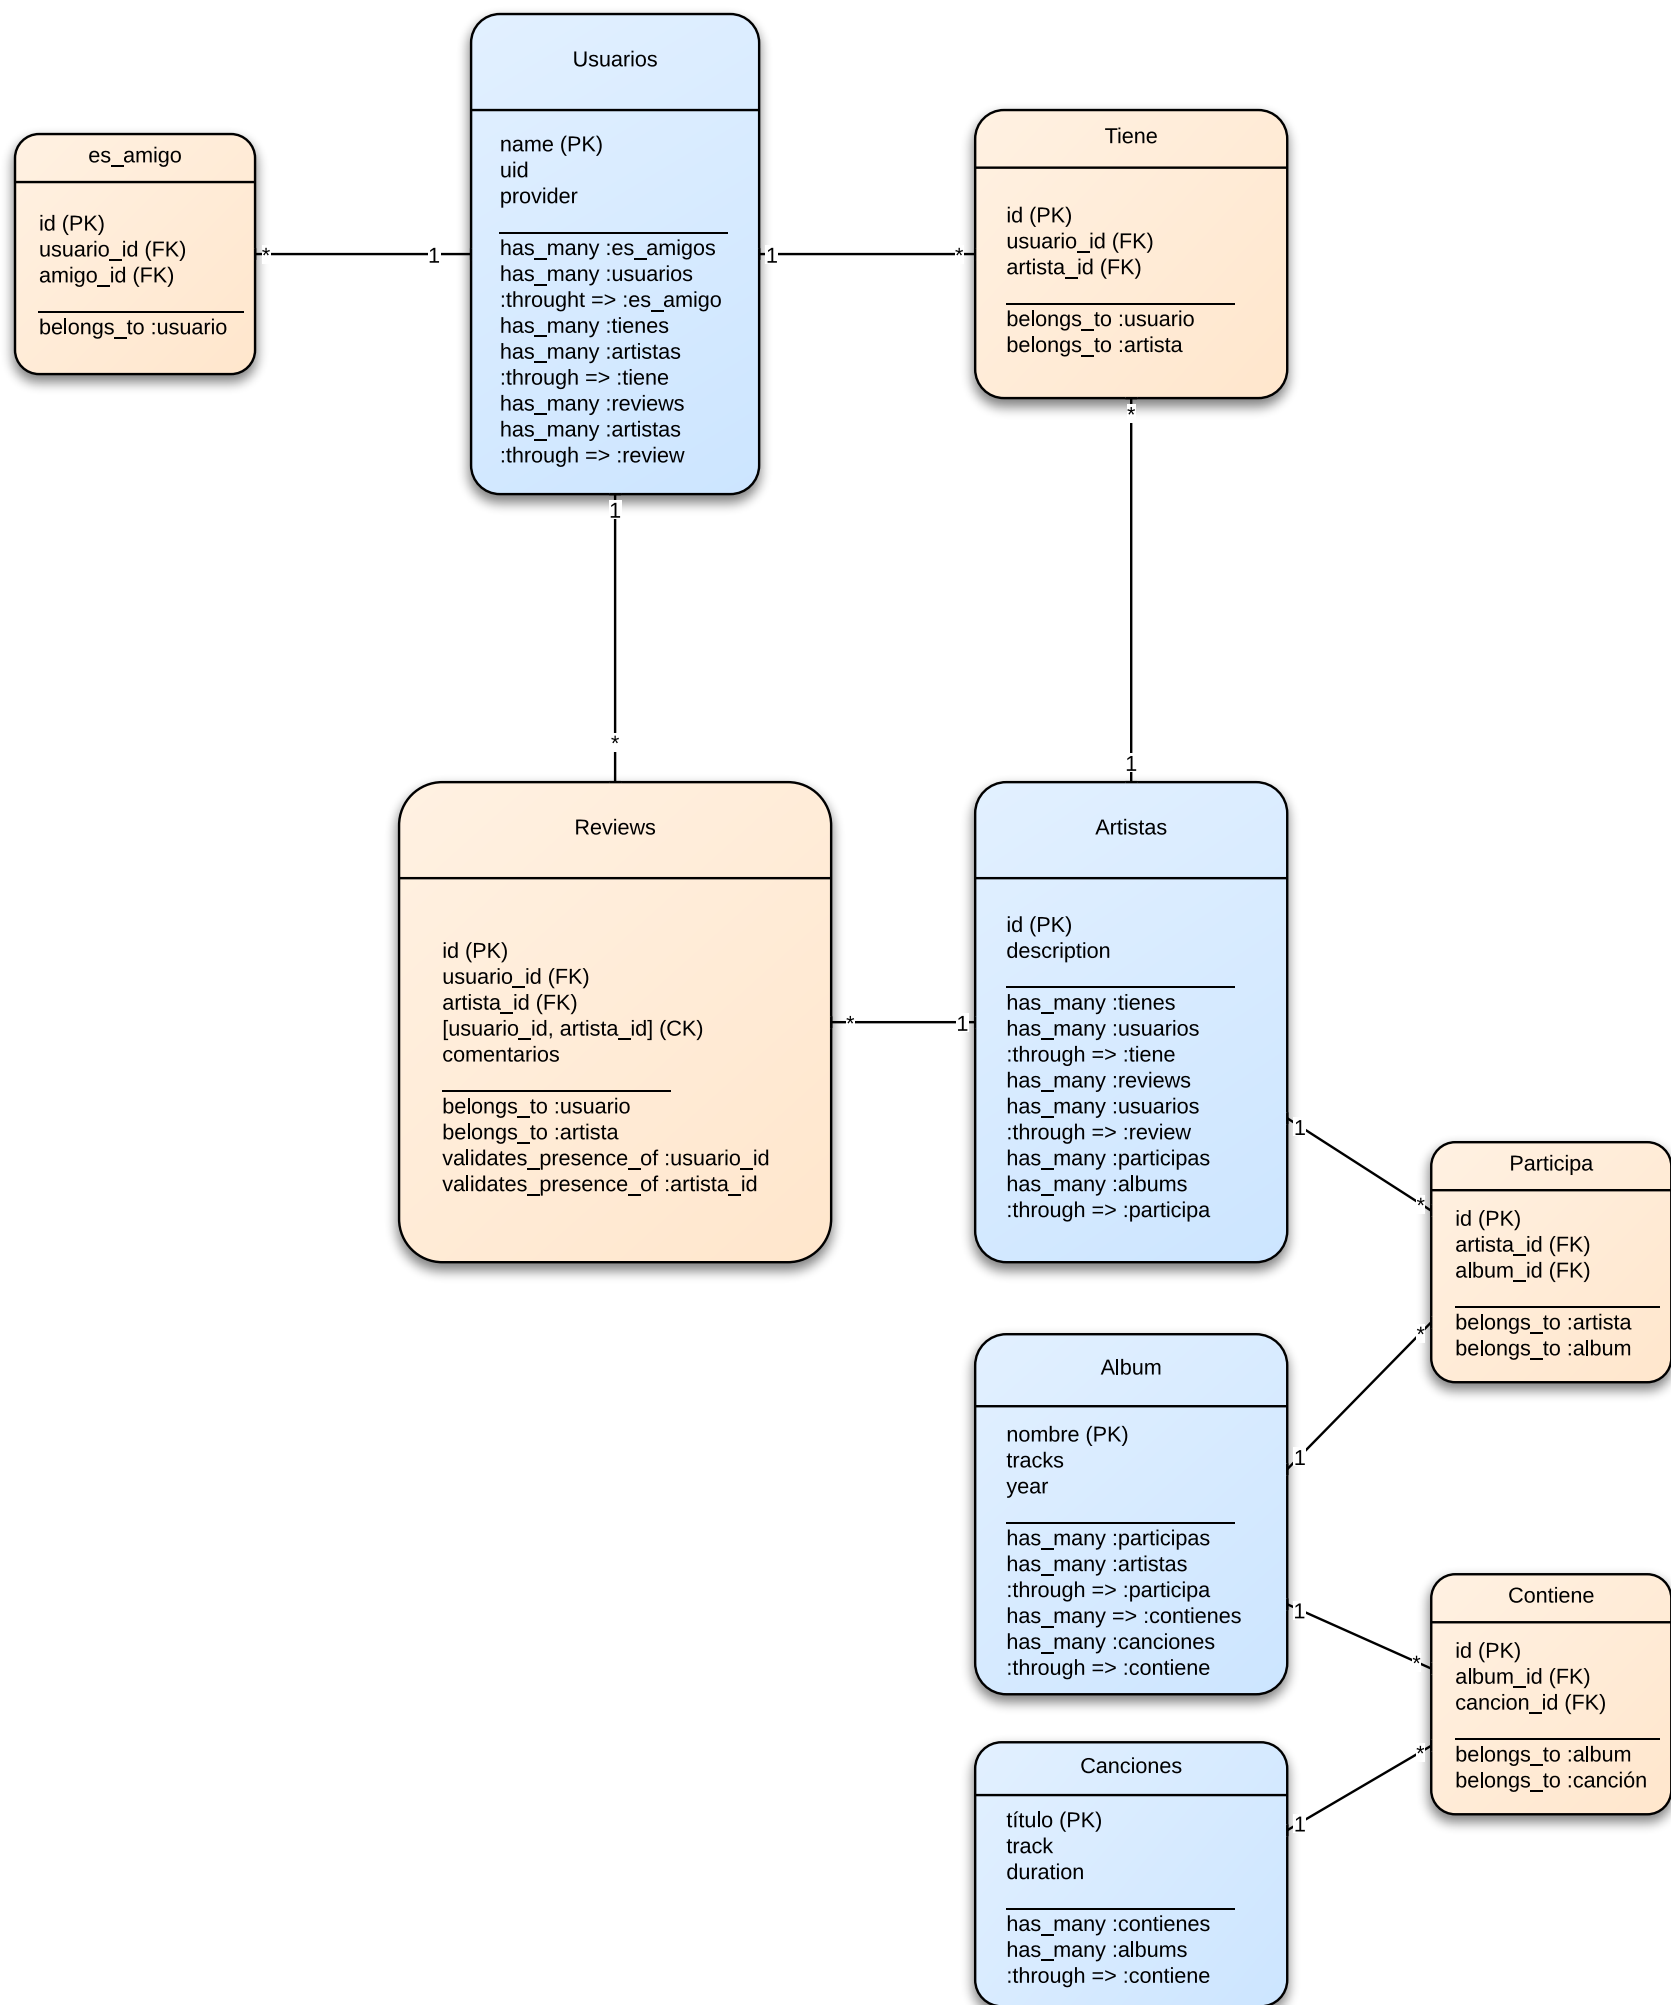 Usuarios
name (PK)
uid
provider
has_many :es_amigos
has_many :usuarios
:throught => :es_amigo
has_many :tienes
has_many :artistas
:through => :tiene
has_many :reviews
has_many :artistas
:through => :review
es_amigo
id (PK)
usuario_id (FK)
amigo_id (FK)
belongs_to :usuario
* 1
1 *
Tiene
id (PK)
usuario_id (FK)
artista_id (FK)
belongs_to :usuario
belongs_to :artista
*
1
1
*
Reviews
id (PK)
usuario_id (FK)
artista_id (FK)
[usuario_id, artista_id] (CK)
comentarios
belongs_to :usuario
belongs_to :artista
validates_presence_of :usuario_id
validates_presence_of :artista_id
* 1
Artistas
id (PK)
description
has_many :tienes
has_many :usuarios
:through => :tiene
has_many :reviews
has_many :usuarios
:through => :review
has_many :participas
has_many :albums
:through => :participa
1
*
Participa
id (PK)
artista_id (FK)
album_id (FK)
belongs_to :artista
belongs_to :album
*
1
Album
nombre (PK)
tracks
year
has_many :participas
has_many :artistas
:through => :participa
has_many => :contienes
has_many :canciones
:through => :contiene
1
*
Contiene
id (PK)
album_id (FK)
cancion_id (FK)
belongs_to :album
belongs_to :canción
*
1
Canciones
título (PK)
track
duration
has_many :contienes
has_many :albums
:through => :contiene